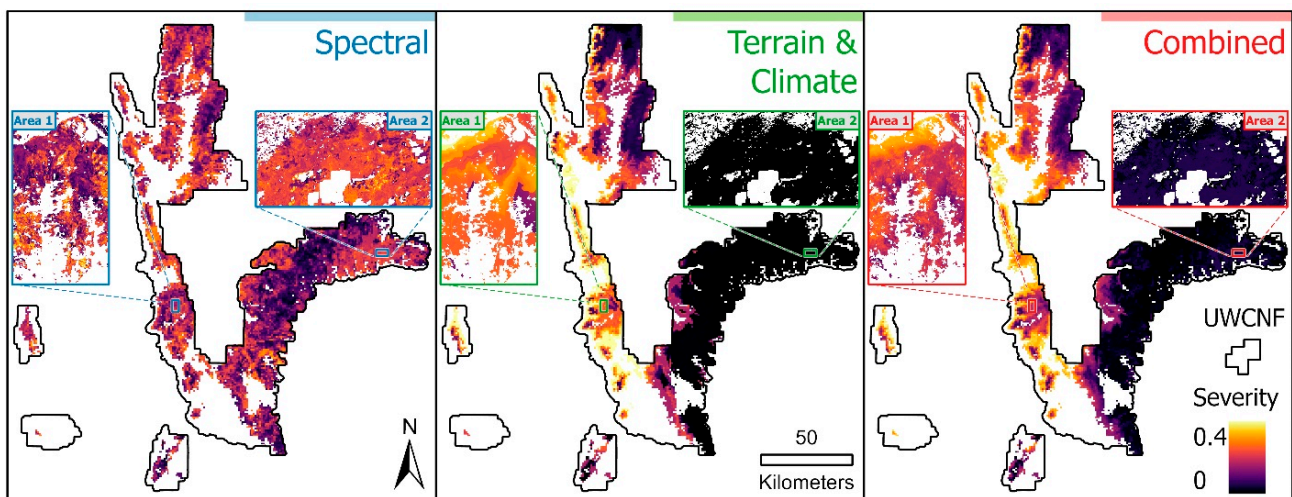 Spectral
Area 1
Area 2
N
Terrain &
Climate
Area 1
Area 2
50
Kilometers
Combined
Area 1
Area 2
UWCNF
Severity
0.4
0